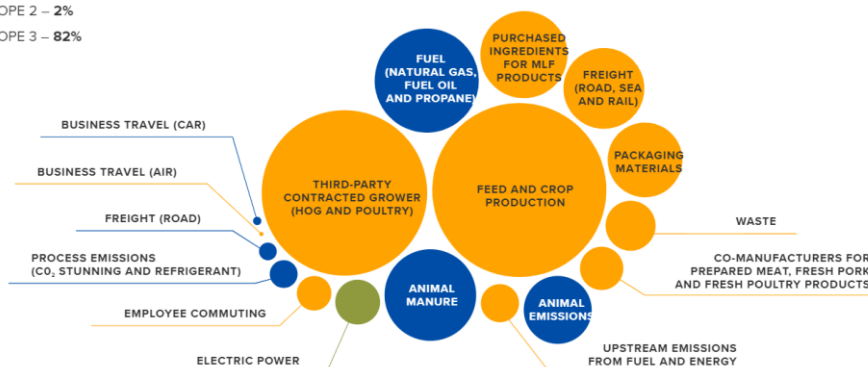 OPE 2 – 2%
OPE 3 – 82%
PURCHASED
INGREDIENTS
FOR MLF
PRODUCTS
FUEL
(NATURAL GAS,
FUEL OIL
AND PROPANE)
FREIGHT
(ROAD, SEA
AND RAIL)
BUSINESS TRAVEL (CAR)
PACKAGING
MATERIALS
BUSINESS TRAVEL (AIR)
THIRD-PARTY
CONTRACTED GROWER
(HOG AND POULTRY)
FEED AND CROP
PRODUCTION
FREIGHT (ROAD)
WASTE
PROCESS EMISSIONS
(C0₂ STUNNING AND REFRIGERANT)
CO-MANUFACTURERS FOR
PREPARED MEAT, FRESH PORK
AND FRESH POULTRY PRODUCTS
ANIMAL
MANURE
ANIMAL
EMISSIONS
EMPLOYEE COMMUTING
UPSTREAM EMISSIONS
FROM FUEL AND ENERGY
ELECTRIC POWER